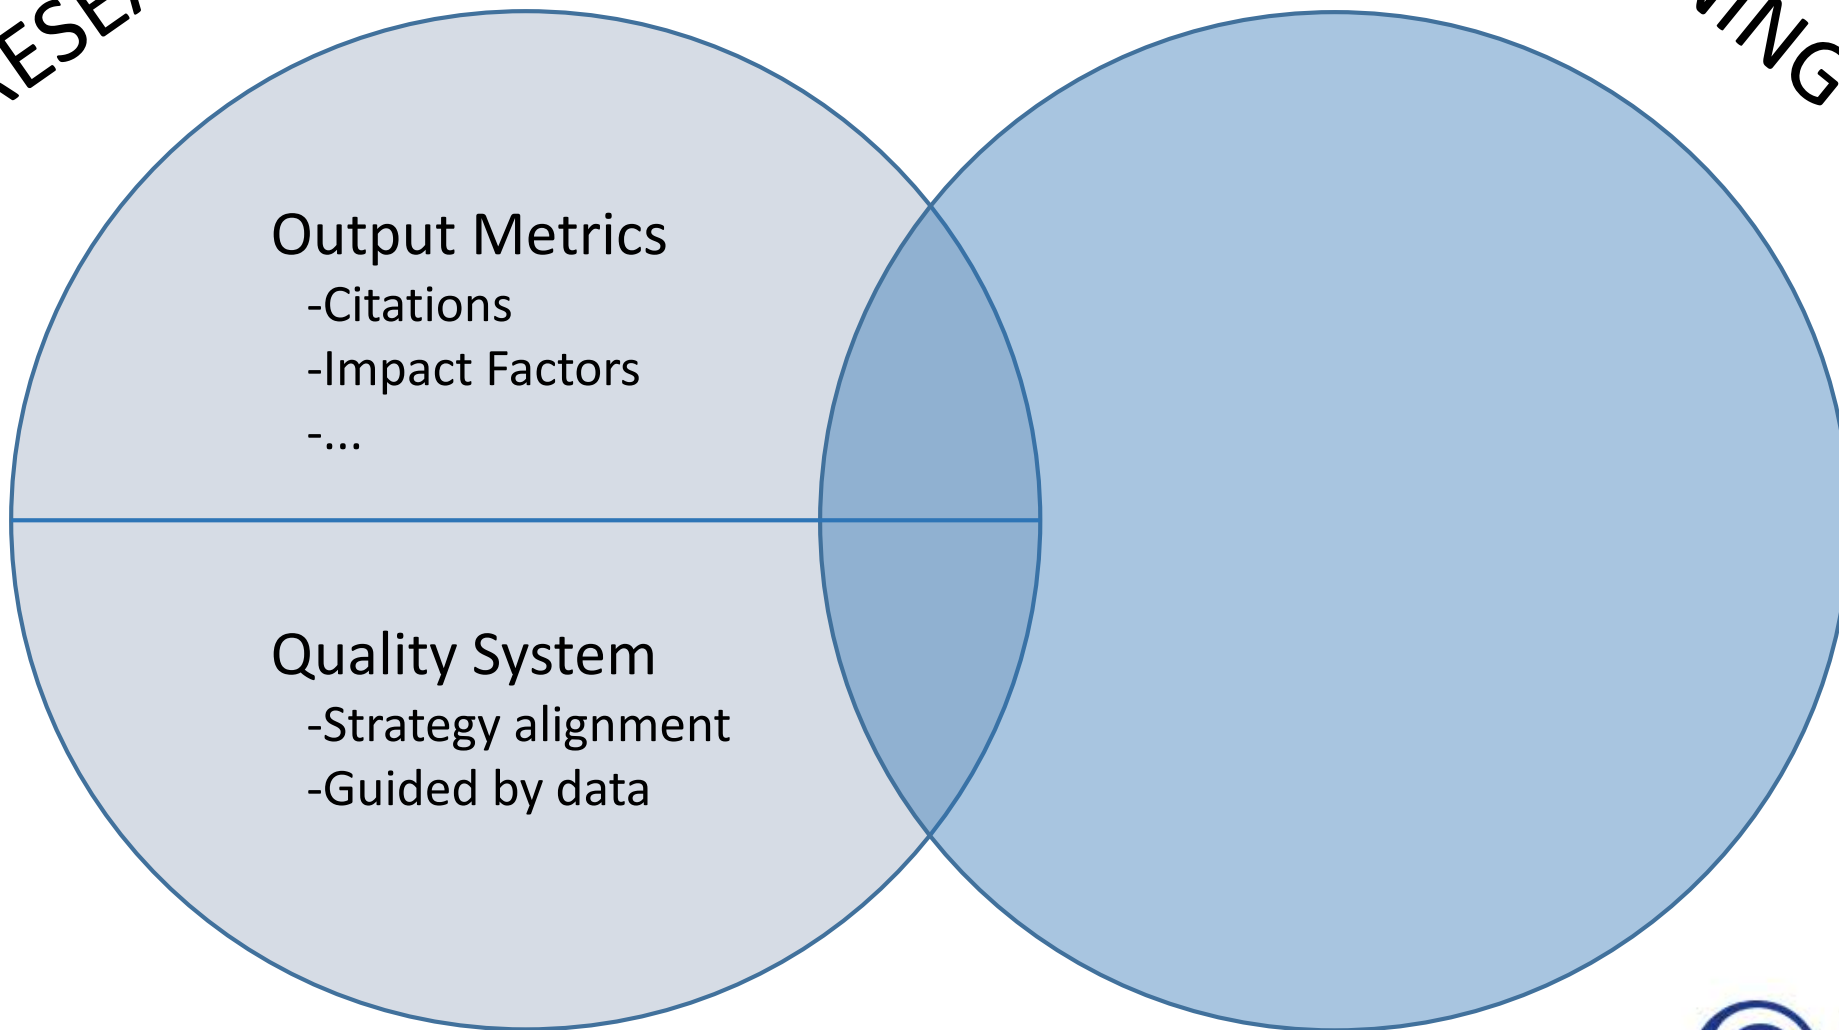 Output Metrics
-Citations
-Impact Factors
-...
Quality System
-Strategy alignment
-Guided by data